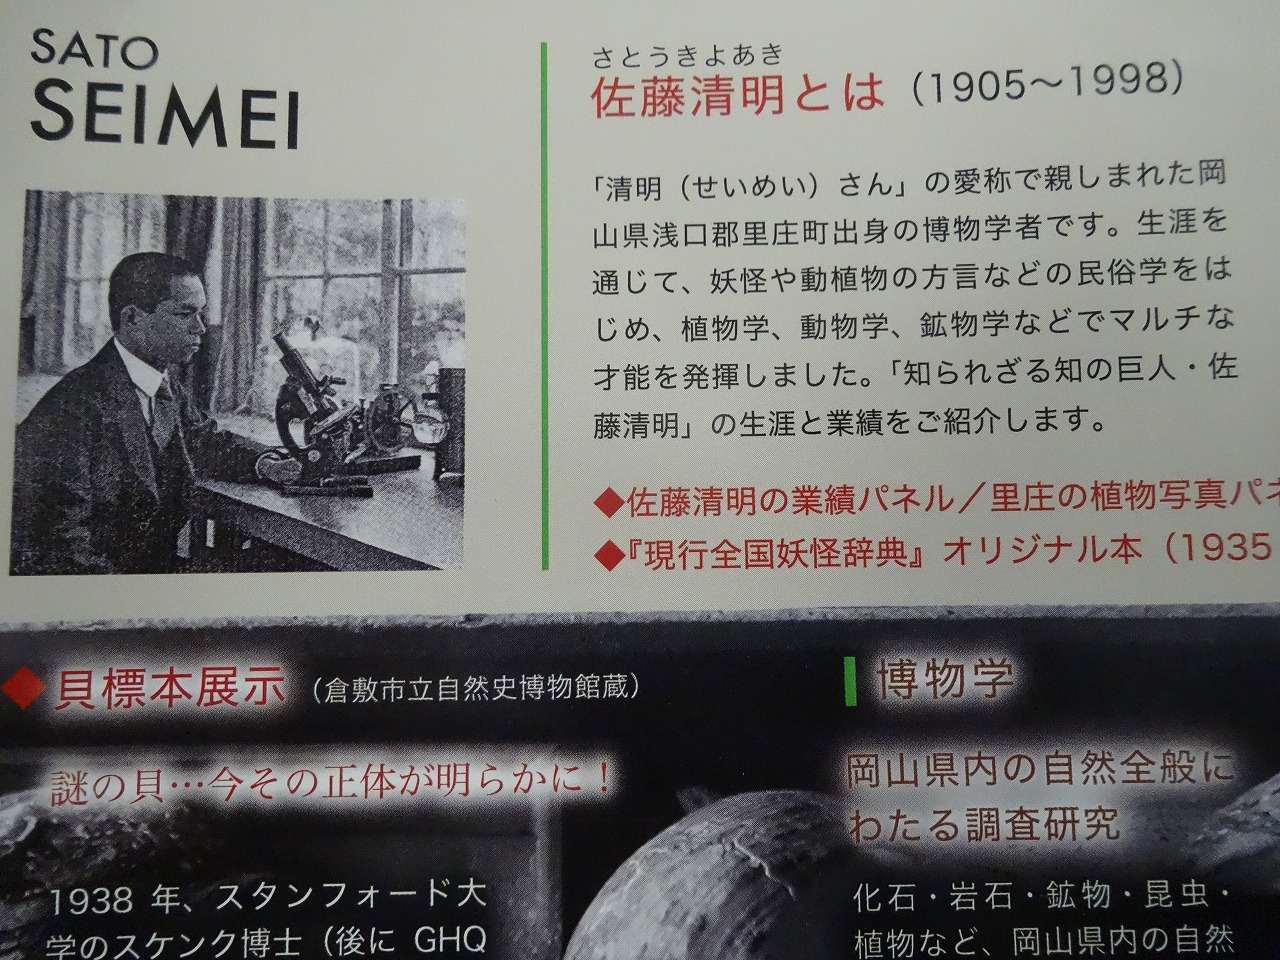 SATO
SEIMEI
さとうきよあき
佐藤清明とは（1905〜1998）
「清明（せいめい）さん」の愛称で親しまれた岡
山県浅口郡里庄町出身の博物学者です。生涯を
通じて、妖怪や動植物の方言などの民俗学をは
じめ、植物学、動物学、鉱物学などでマルチな
才能を発揮しました。「知られざる知の巨人・佐
藤清明」の生涯と業績をご紹介します。
◆佐藤清明の業績パネル／里庄の植物写真パネ
◆『現行全国妖怪辞典』オリジナル本（1935
◆貝標本展示（倉敷市立自然史博物館蔵）
謎の貝…今その正体が明らかに！
1938 年、スタンフォード大
学のスケンク博士（後に GHQ
博物学
岡山県内の自然全般に
わたる調査研究
化石・岩石・鉱物・昆虫・
植物など、岡山県内の自然